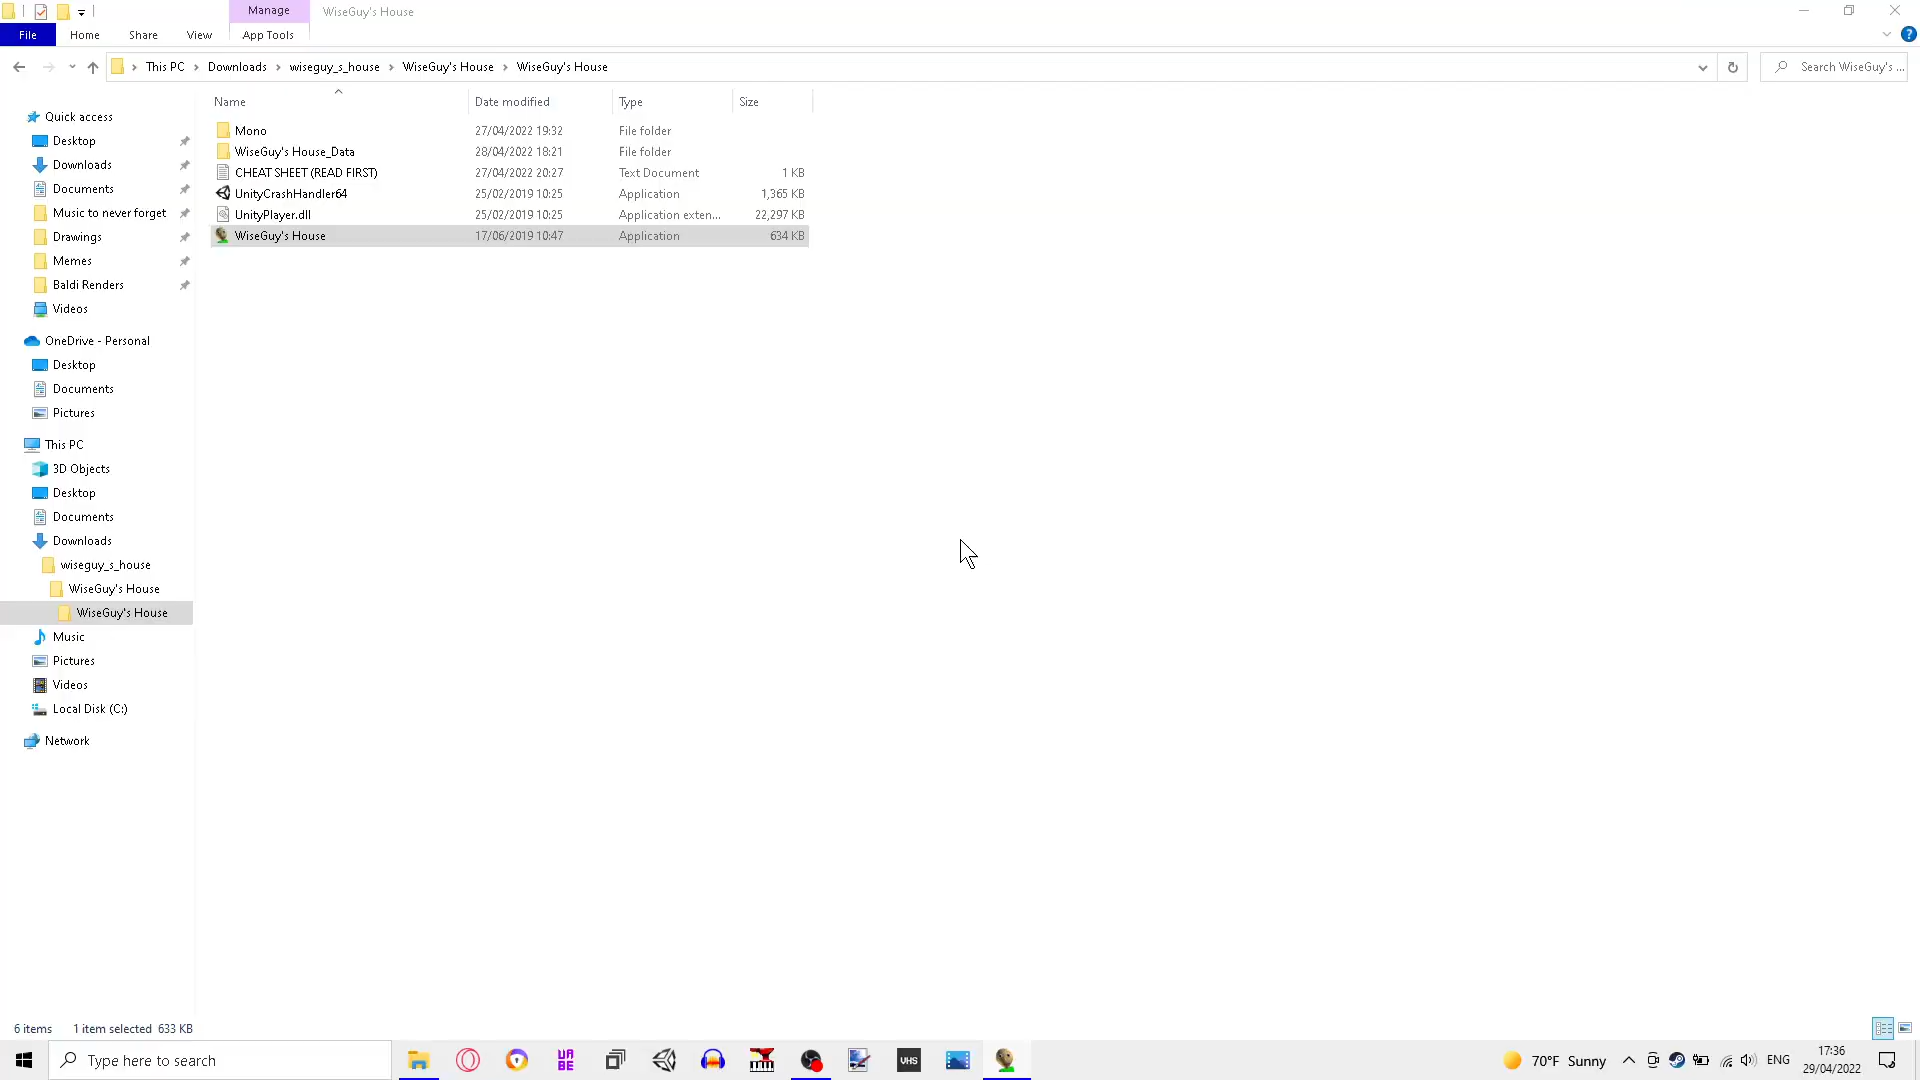 Manage
WiseGuy's House
File
Home
Share
View
App Tools
This PC
Downloads
wiseguy_s_house
WiseGuy's House
WiseGuy's House
Search WiseGuy's ...
Name
Date modified
Type
Size
Mono 27/04/2022 19:32 File folder
WiseGuy's House_Data 28/04/2022 18:21 File folder
CHEAT SHEET (READ FIRST) 27/04/2022 20:27 Text Document 1 KB
UnityCrashHandler64 25/02/2019 10:25 Application 1,365 KB
UnityPlayer.dll 25/02/2019 10:25 Application exten... 22,297 KB
WiseGuy's House 17/06/2019 10:47 Application 634 KB
Quick access
Desktop
Downloads
Documents
Music to never forget
Drawings
Memes
Baldi Renders
Videos
OneDrive - Personal
Desktop
Documents
Pictures
This PC
3D Objects
Desktop
Documents
Downloads
wiseguy_s_house
WiseGuy's House
WiseGuy's House
Music
Pictures
Videos
Local Disk (C:)
Network
6 items
1 item selected 633 KB
Type here to search
UA
BE
VHS
70°F Sunny
ENG
17:36
29/04/2022